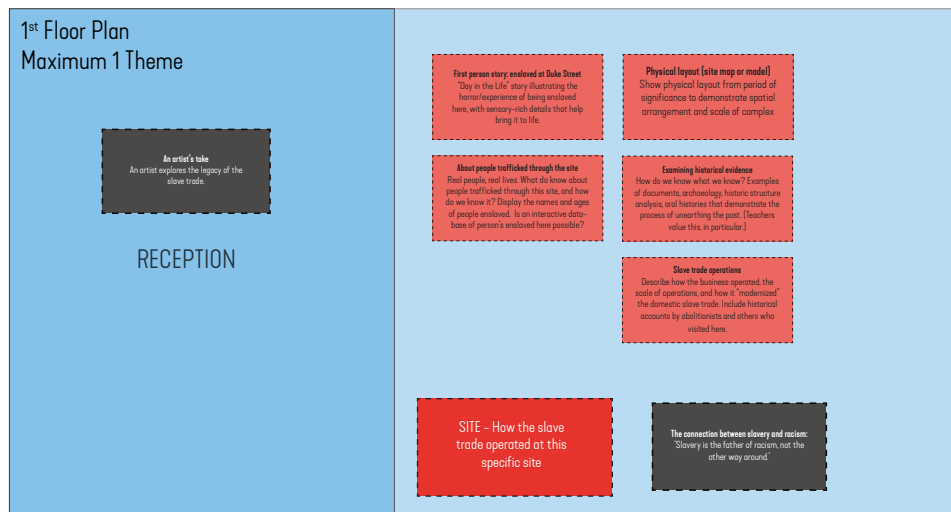 1st Floor Plan
Maximum 1 Theme
An artist's take
An artist explores the legacy of the
slave trade.
RECEPTION
First person story: enslaved at Duke Street
"Day in the Life" story illustrating the
horror/experience of being enslaved
here, with sensory-rich details that help
bring it to life.
Physical layout (site map or model)
Show physical layout from period of
significance to demonstrate spatial
arrangement and scale of complex
About people trafficked through the site
Real people, real lives. What do know about
people trafficked through this site, and how
do we know it? Display the names and ages
of people enslaved. Is an interactive data-
base of person's enslaved here possible?
Examining historical evidence
How do we know what we know? Examples
of documents, archaeology, historic structure
analysis, oral histories that demonstrate the
process of unearthing the past. (Teachers
value this, in particular.)
Slave trade operations
Describe how the business operated, the
scale of operations, and how it "modernized"
the domestic slave trade. Include historical
accounts by abolitionists and others who
visited here.
SITE - How the slave
trade operated at this
specific site
The connection between slavery and racism:
"Slavery is the father of racism, not the
other way around."